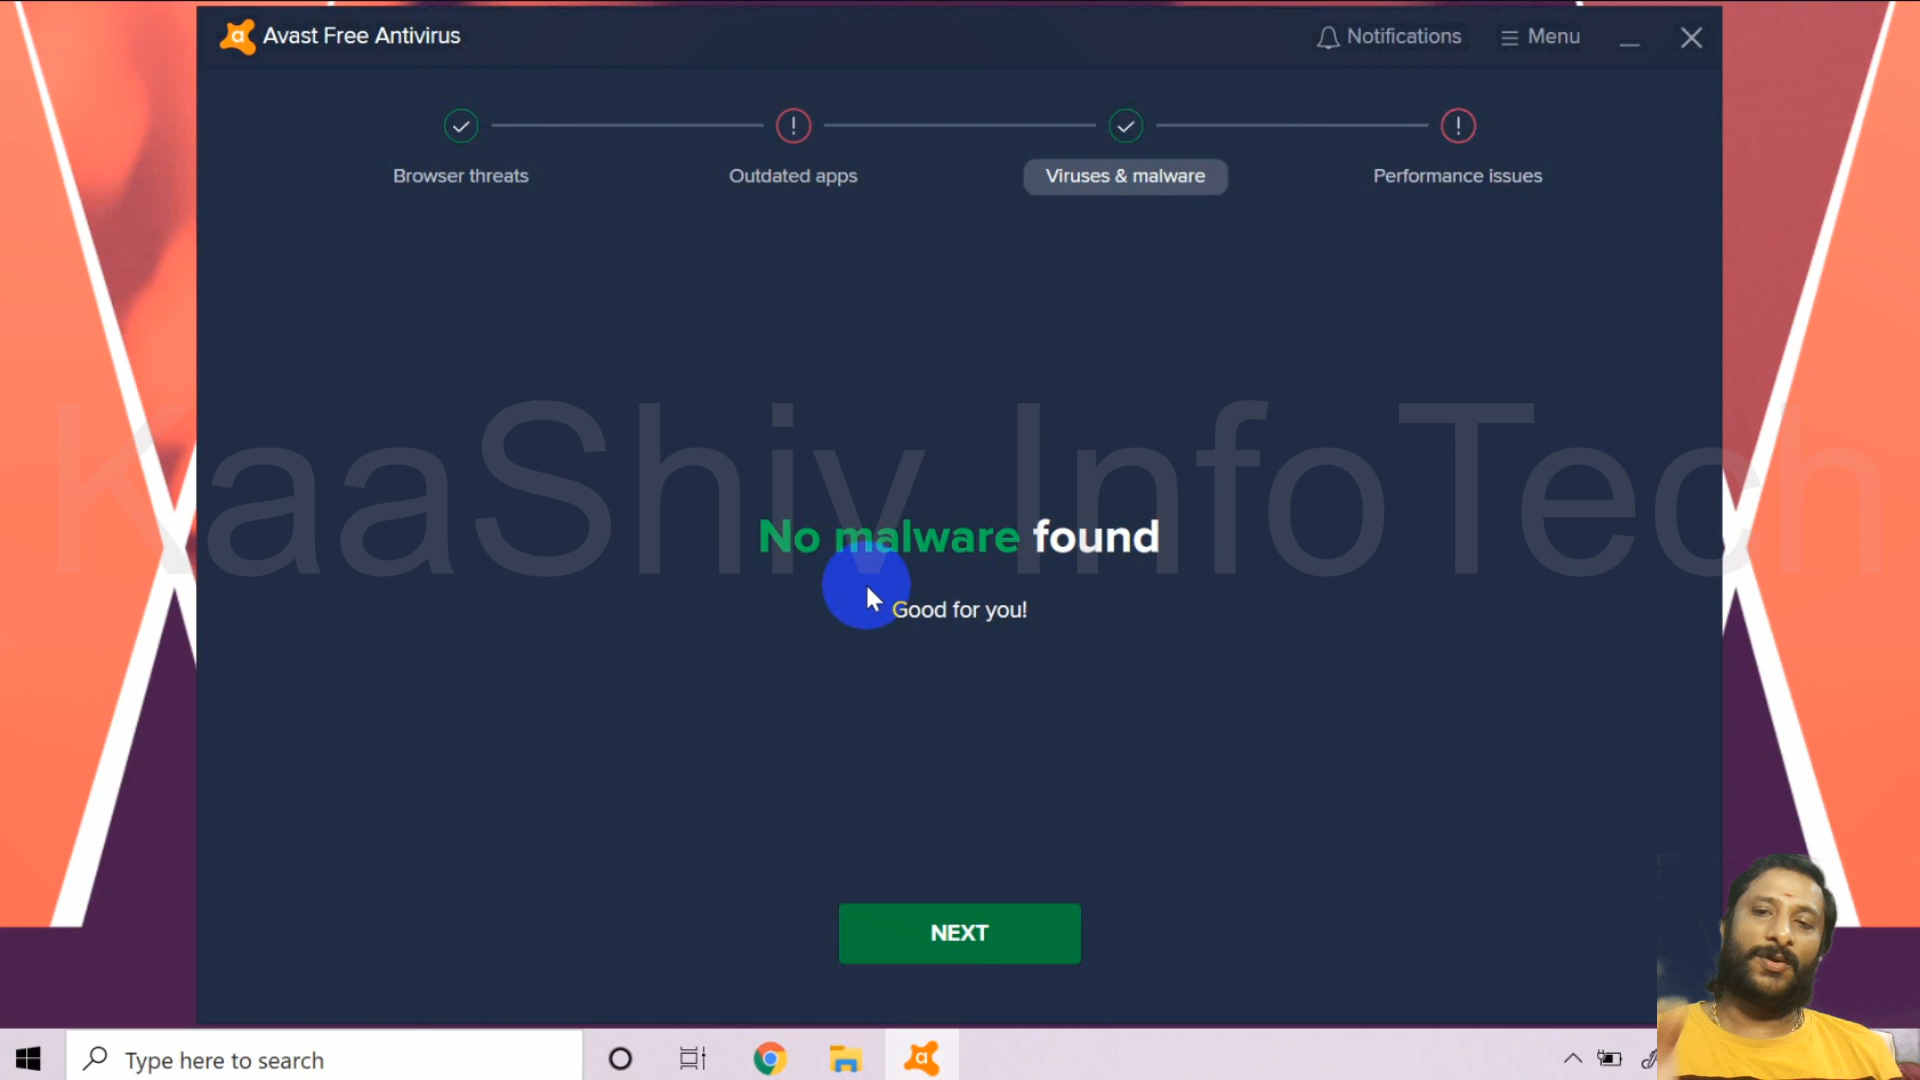 Avast Free Antivirus
Notifications
Menu
Browser threats
Outdated apps
Viruses & malware
Performance issues
KaaShiv InfoTech
No malware found
Good for you!
NEXT
Type here to search